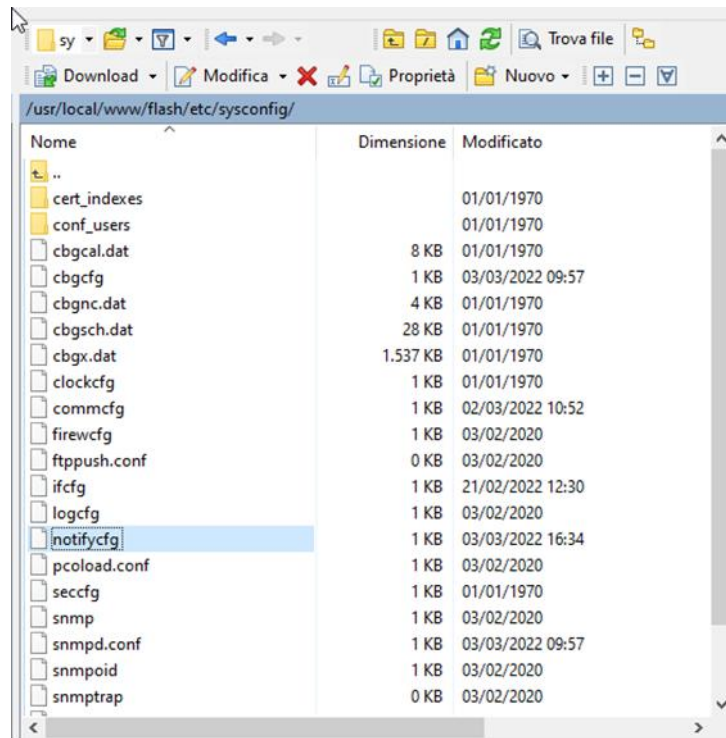 sy Trova file
Download Modifica Proprietà Nuovo
/usr/local/www/flash/etc/sysconfig/
Nome Dimensione Modificato
..
cert_indexes 01/01/1970
conf_users 01/01/1970
cbgcal.dat 8 KB 01/01/1970
cbgcfg 1 KB 03/03/2022 09:57
cbgnc.dat 4 KB 01/01/1970
cbgsch.dat 28 KB 01/01/1970
cbgx.dat 1.537 KB 01/01/1970
clockcfg 1 KB 01/01/1970
commcfg 1 KB 02/03/2022 10:52
firewcfg 1 KB 03/02/2020
ftppush.conf 0 KB 03/02/2020
ifcfg 1 KB 21/02/2022 12:30
logcfg 1 KB 03/02/2020
notifycfg 1 KB 03/03/2022 16:34
pcoload.conf 1 KB 03/02/2020
seccfg 1 KB 01/01/1970
snmp 1 KB 03/02/2020
snmpd.conf 1 KB 03/03/2022 09:57
snmpoid 1 KB 03/02/2020
snmptrap 0 KB 03/02/2020